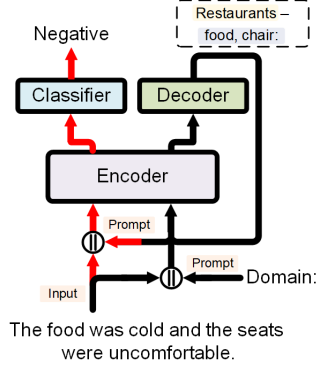 Restaurants –
food, chair:
Negative
Classifier
Decoder
Encoder
Prompt
||
||
Prompt
Domain:
Input
The food was cold and the seats
were uncomfortable.